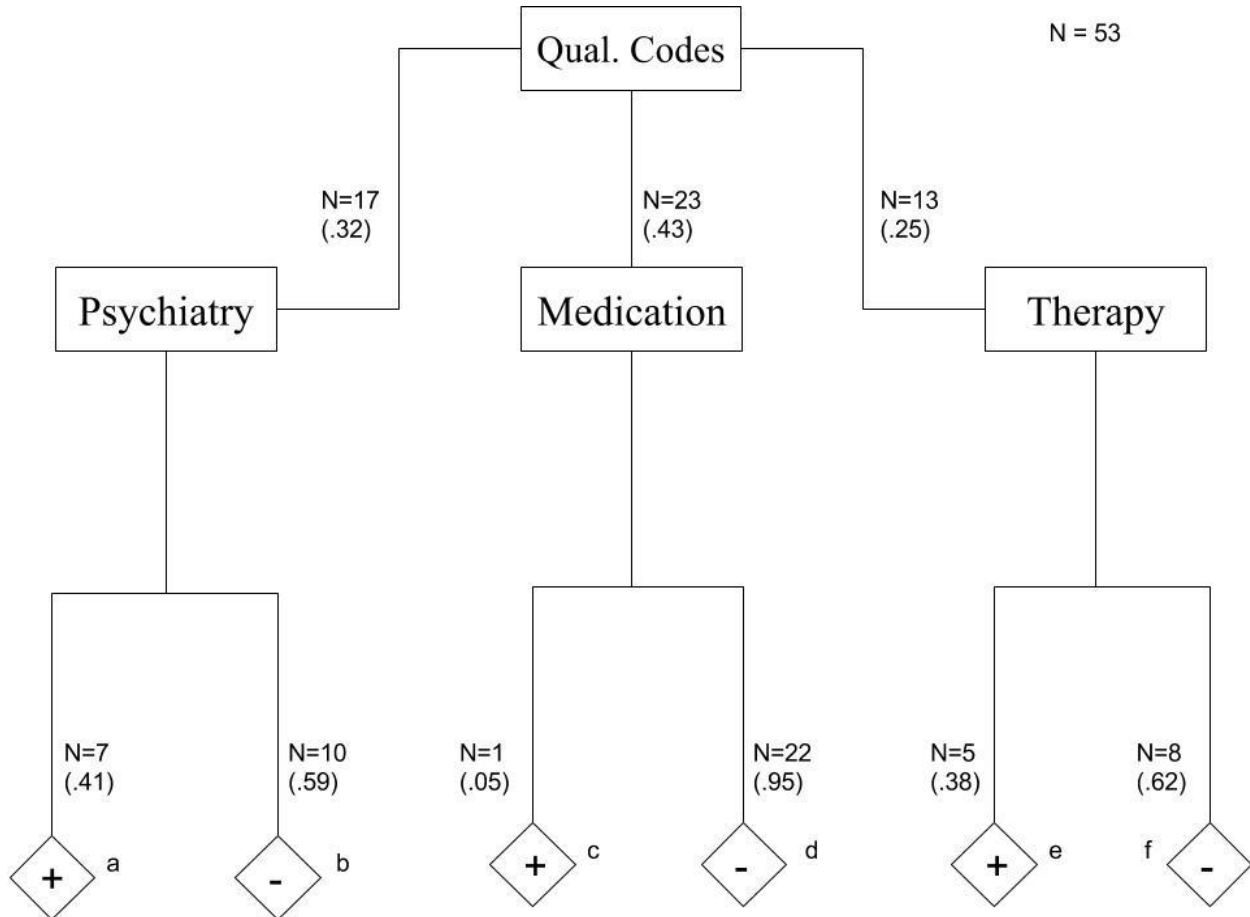 Qual. Codes
N = 53
N=17
(.32)
N=23
(.43)
N=13
(.25)
Psychiatry
Medication
Therapy
N=7
(.41)
N=10
(.59)
N=1
(.05)
N=22
(.95)
N=5
(.38)
N=8
(.62)
+
a
-
b
+
c
-
d
+
e
f
-